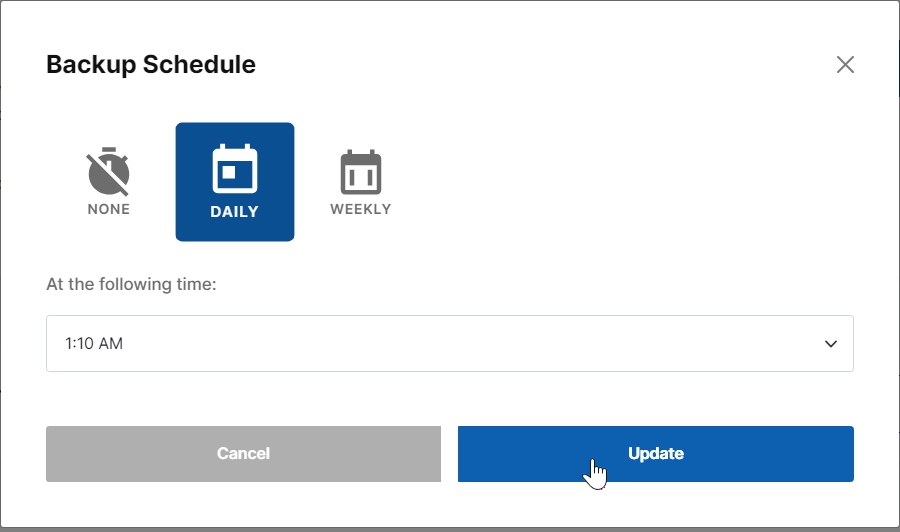 Backup Schedule
NONE
DAILY
WEEKLY
At the following time:
1:10 AM
Cancel
Update